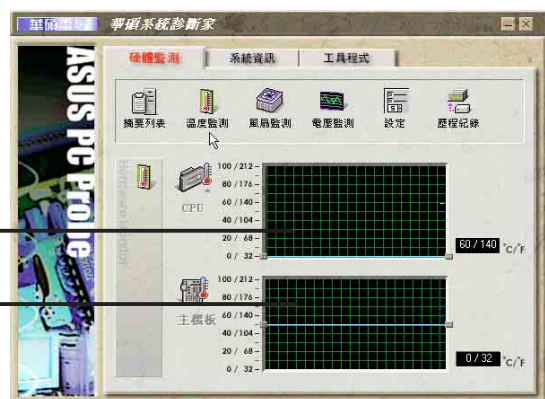 華碩系統診斷家
硬體監測 系統資訊 工具程式
摘要列表 溫度監測 風扇監測 電壓監測 設定 歷程紀錄
ASUS PC Probe
Hardware Monitor
CPU
100 / 212
80 / 176
60 / 140
40 / 104
20 / 68
0 / 32
60 / 140 °C/°F
主機板
100 / 212
80 / 176
60 / 140
40 / 104
20 / 68
0 / 32
0 / 32 °C/°F